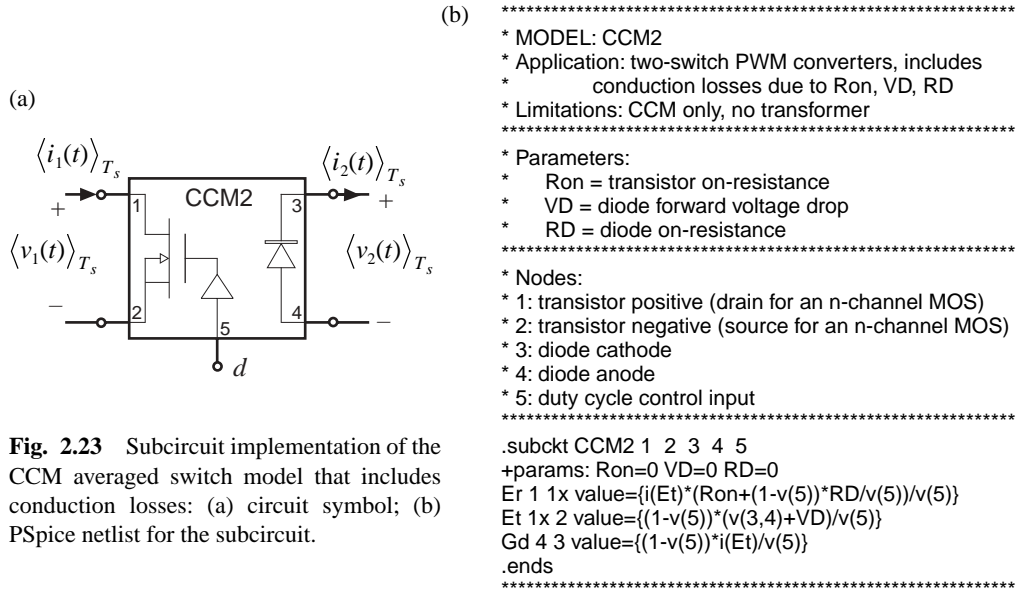 (a)
⟨i₁(t)⟩Tₛ
⟨i₂(t)⟩Tₛ
CCM2
1
3
+
+
⟨v₁(t)⟩Tₛ
⟨v₂(t)⟩Tₛ
−
−
2
5
4
d
Fig. 2.23 Subcircuit implementation of the
CCM averaged switch model that includes
conduction losses: (a) circuit symbol; (b)
PSpice netlist for the subcircuit.
(b)
****************************************************************
* MODEL: CCM2
* Application: two-switch PWM converters, includes
* conduction losses due to Ron, VD, RD
* Limitations: CCM only, no transformer
****************************************************************
* Parameters:
* Ron = transistor on-resistance
* VD = diode forward voltage drop
* RD = diode on-resistance
****************************************************************
* Nodes:
* 1: transistor positive (drain for an n-channel MOS)
* 2: transistor negative (source for an n-channel MOS)
* 3: diode cathode
* 4: diode anode
* 5: duty cycle control input
****************************************************************
.subckt CCM2 1 2 3 4 5
+params: Ron=0 VD=0 RD=0
Er 1 1x value={i(Et)*(Ron+(1-v(5))*RD/v(5))/v(5)}
Et 1x 2 value={(1-v(5))*(v(3,4)+VD)/v(5)}
Gd 4 3 value={(1-v(5))*i(Et)/v(5)}
.ends
****************************************************************